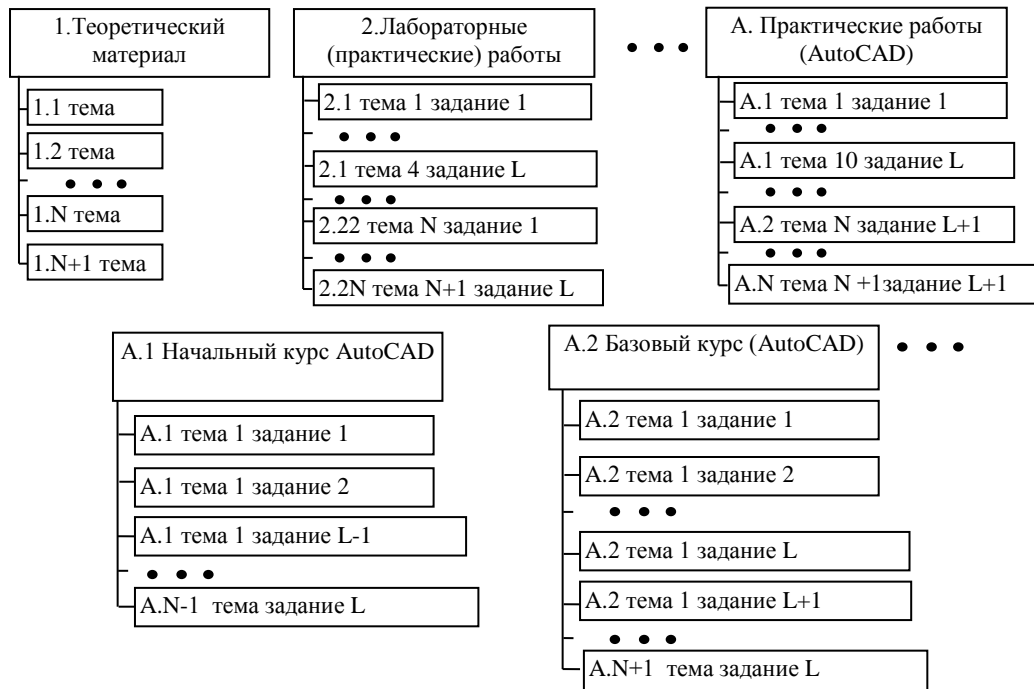 1.Теоретический
материал
1.1 тема
1.2 тема
• • •
1.N тема
1.N+1 тема
2.Лабораторные
(практические) работы
2.1 тема 1 задание 1
• • •
2.1 тема 4 задание L
• • •
2.22 тема N задание 1
• • •
2.2N тема N+1 задание L
• • •
А. Практические работы
(AutoCAD)
А.1 тема 1 задание 1
• • •
А.1 тема 10 задание L
• • •
А.2 тема N задание L+1
• • •
А.N тема N +1задание L+1
А.1 Начальный курс AutoCAD
А.1 тема 1 задание 1
А.1 тема 1 задание 2
А.1 тема 1 задание L-1
• • •
А.N-1 тема задание L
А.2 Базовый курс (AutoCAD)
А.2 тема 1 задание 1
А.2 тема 1 задание 2
• • •
А.2 тема 1 задание L
А.2 тема 1 задание L+1
• • •
А.N+1 тема задание L
• • •